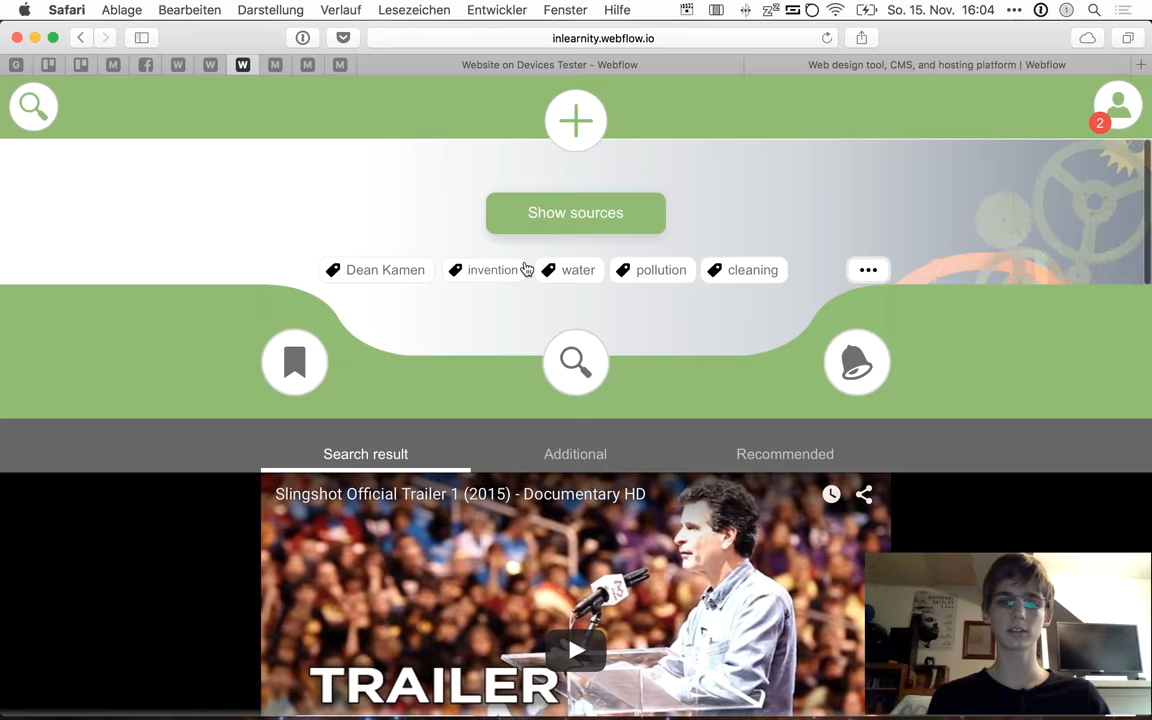 Safari Ablage Bearbeiten Darstellung Verlauf Lesezeichen Entwickler Fenster Hilfe So. 15. Nov. 16:04
inlearnity.webflow.io
G M f W W W M M M Website on Devices Tester - Webflow Web design tool, CMS, and hosting platform | Webflow
2
Show sources
Dean Kamen invention water pollution cleaning
Search result Additional Recommended
Slingshot Official Trailer 1 (2015) - Documentary HD
TRAILER